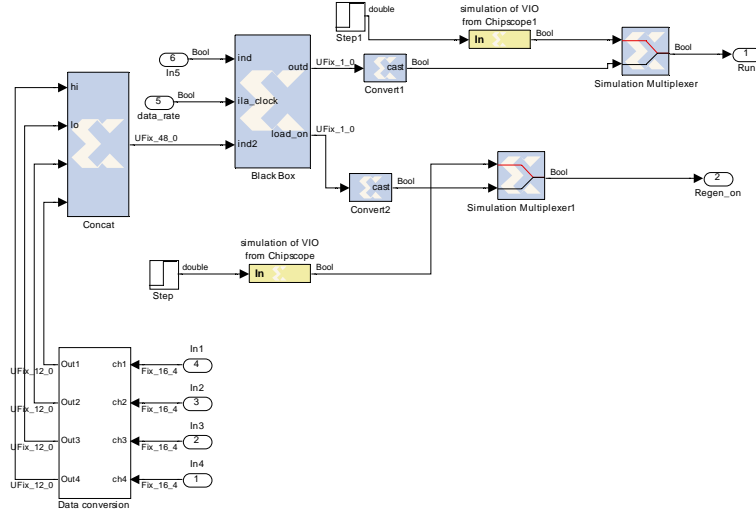 double
Step1
simulation of VIO
from Chipscope1
In
Bool
Simulation Multiplexer
Bool
1
Run
6
In5
Bool
5
data_rate
Bool
ind
ila_clock
ind2
outd
load_on
Black Box
UFix_1_0
cast
Convert1
Bool
UFix_1_0
cast
Convert2
Bool
Simulation Multiplexer1
Bool
2
Regen_on
hi
lo
Concat
UFix_48_0
Step
double
simulation of VIO
from Chipscope
In
Bool
Out1
Out2
Out3
Out4
ch1
ch2
ch3
ch4
Data conversion
UFix_12_0
UFix_12_0
UFix_12_0
UFix_12_0
In1
4
Fix_16_4
In2
3
Fix_16_4
In3
2
Fix_16_4
In4
1
Fix_16_4